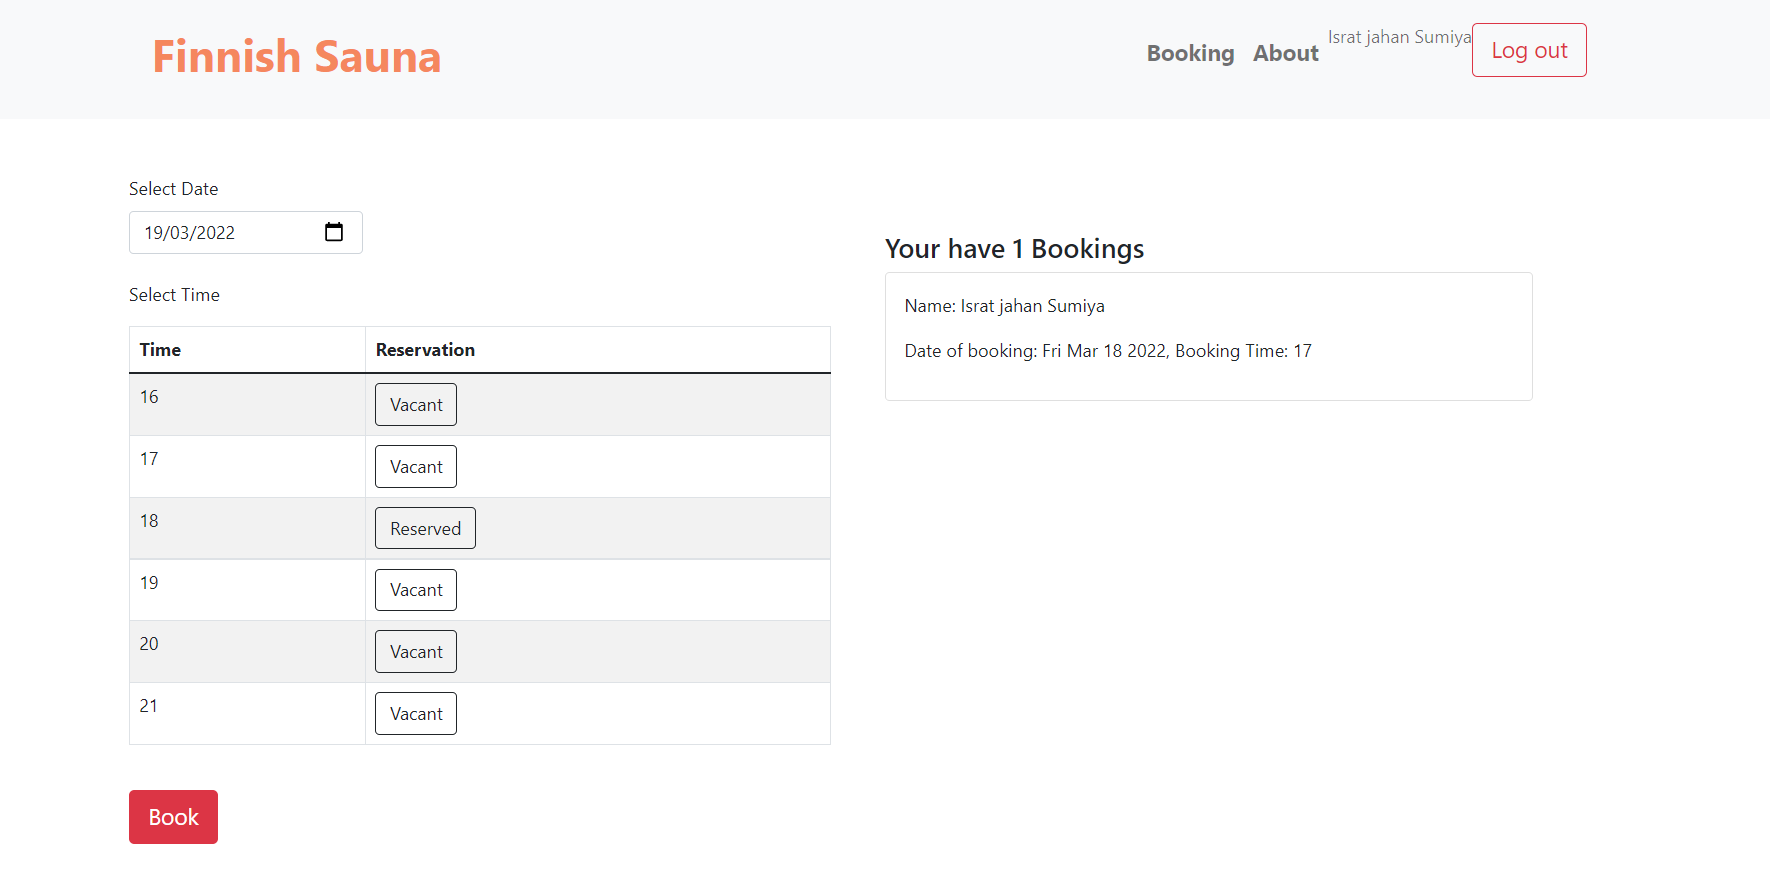 Finnish Sauna
Booking About Israt jahan Sumiya Log out
Select Date
19/03/2022
Select Time
Time Reservation
16 Vacant
17 Vacant
18 Reserved
19 Vacant
20 Vacant
21 Vacant
Book
Your have 1 Bookings
Name: Israt jahan Sumiya
Date of booking: Fri Mar 18 2022, Booking Time: 17